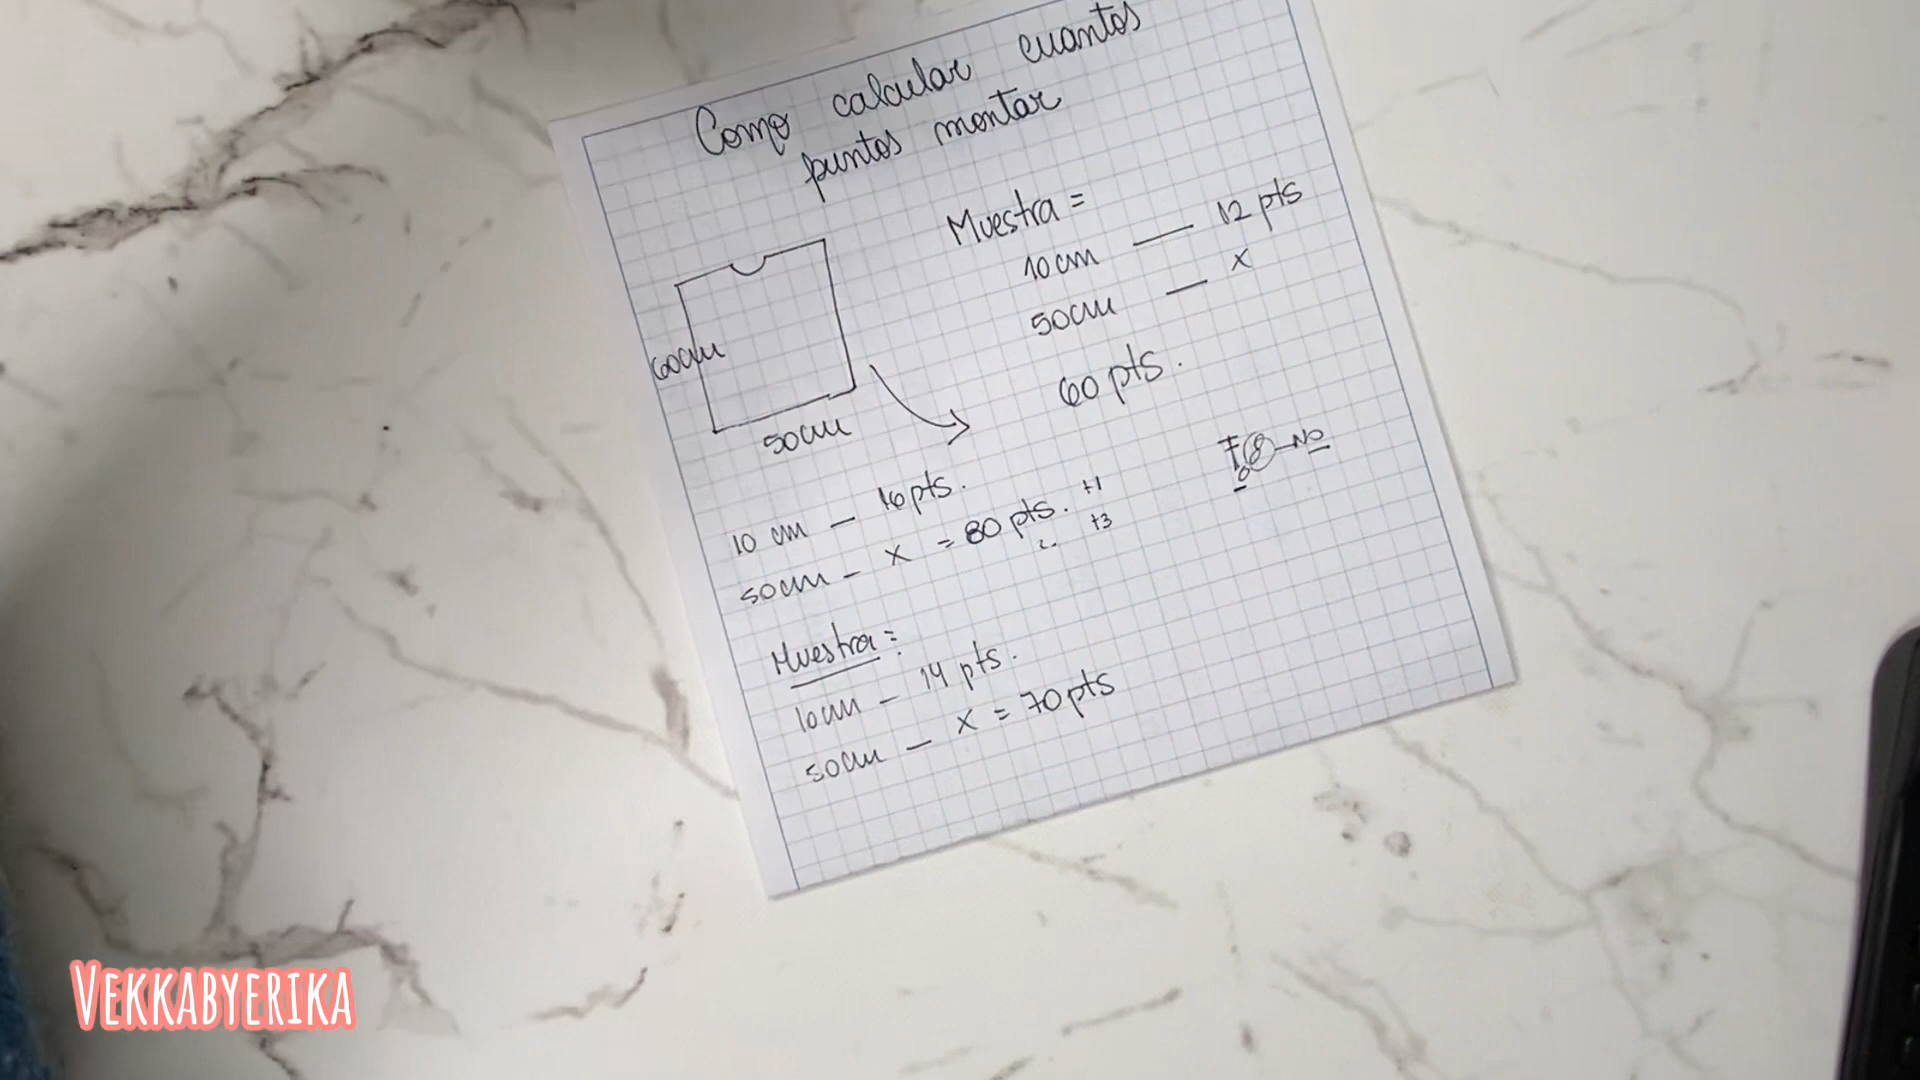 Como calcular cuantos
puntos montar
Muestra =
10 cm — 12 pts
50cm — x
60 pts.
60cm
50cm
10 cm — 16 pts.
50cm — x = 80 pts. +1
+3
8 — NO
Muestra:
10cm — 14 pts.
50cm — x = 70 pts
VEKKABYERIKA